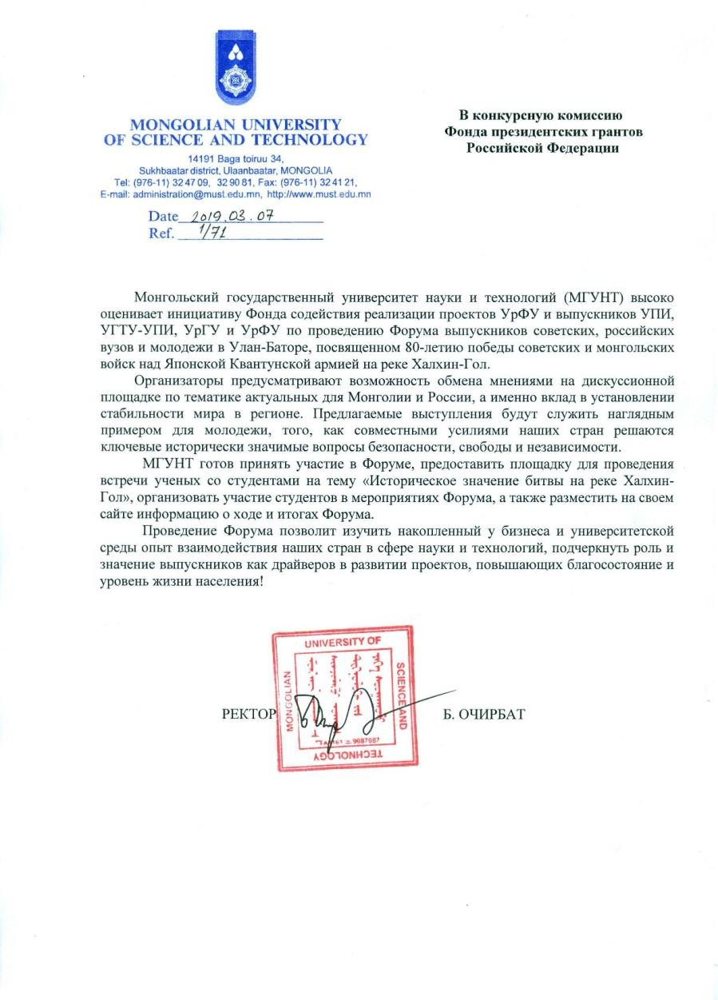 MONGOLIAN UNIVERSITY
OF SCIENCE AND TECHNOLOGY
14191 Baga toiruu 34,
Sukhbaatar district, Ulaanbaatar, MONGOLIA
Tel: (976-11) 32 47 09, 32 90 81, Fax: (976-11) 32 41 21,
E-mail: administration@must.edu.mn, http://www.must.edu.mn
Date 2019.03.07
Ref. 1/71
В конкурсную комиссию
Фонда президентских грантов
Российской Федерации
Монгольский государственный университет науки и технологий (МГУНТ) высоко
оценивает инициативу Фонда содействия реализации проектов УрФУ и выпускников УПИ,
УГТУ-УПИ, УрГУ и УрФУ по проведению Форума выпускников советских, российских
вузов и молодежи в Улан-Баторе, посвященном 80-летию победы советских и монгольских
войск над Японской Квантунской армией на реке Халхин-Гол.
Организаторы предусматривают возможность обмена мнениями на дискуссионной
площадке по тематике актуальных для Монголии и России, а именно вклад в установлении
стабильности мира в регионе. Предлагаемые выступления будут служить наглядным
примером для молодежи, того, как совместными усилиями наших стран решаются
ключевые исторически значимые вопросы безопасности, свободы и независимости.
МГУНТ готов принять участие в Форуме, предоставить площадку для проведения
встречи ученых со студентами на тему «Историческое значение битвы на реке Халхин-
Гол», организовать участие студентов в мероприятиях Форума, а также разместить на своем
сайте информацию о ходе и итогах Форума.
Проведение Форума позволит изучить накопленный у бизнеса и университетской
среды опыт взаимодействия наших стран в сфере науки и технологий, подчеркнуть роль и
значение выпускников как драйверов в развитии проектов, повышающих благосостояние и
уровень жизни населения!
РЕКТОР
Б. ОЧИРБАТ
UNIVERSITY OF
SCIENCE AND
TECHNOLOGY
MONGOLIAN
9087087